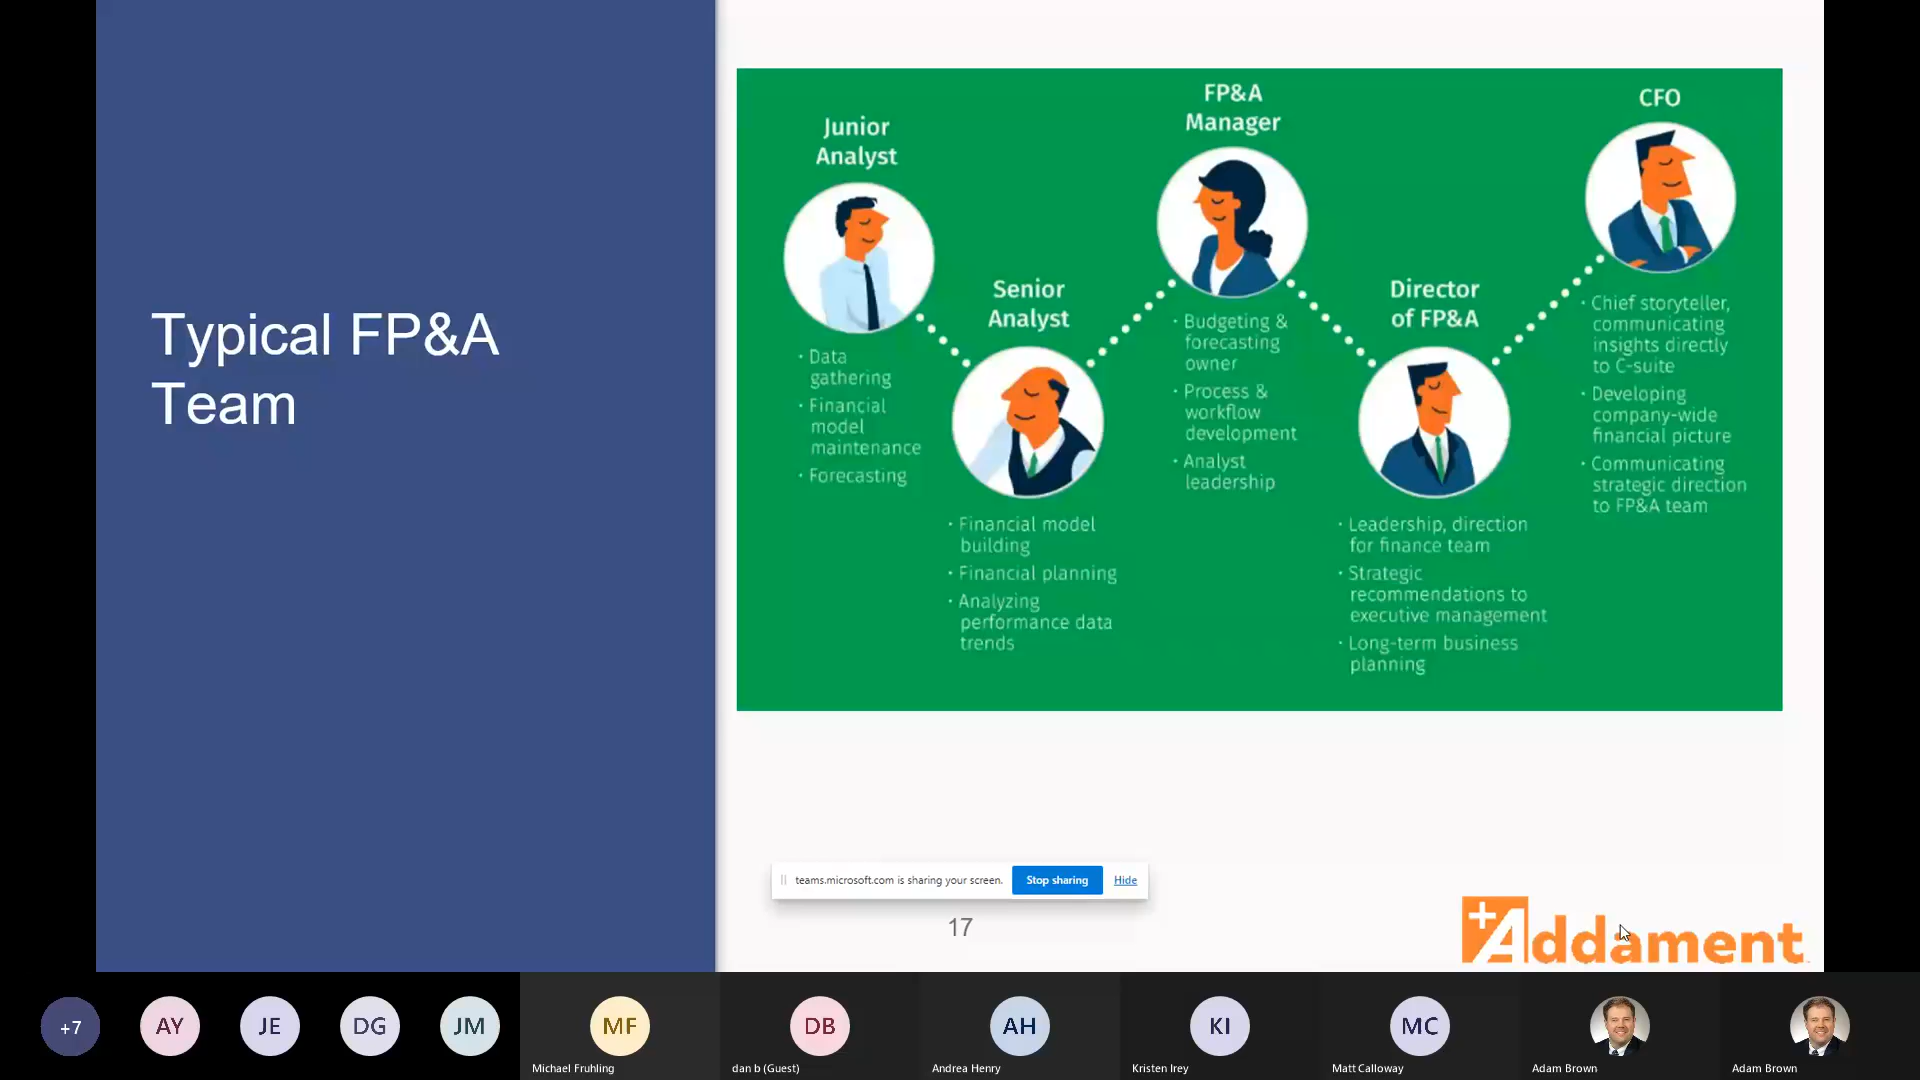 Typical FP&A
Team
Junior
Analyst
· Data
gathering
· Financial
model
maintenance
· Forecasting
Senior
Analyst
· Financial model
building
· Financial planning
· Analyzing
performance data
trends
FP&A
Manager
· Budgeting &
forecasting
owner
· Process &
workflow
development
· Analyst
leadership
Director
of FP&A
· Leadership, direction
for finance team
· Strategic
recommendations to
executive management
· Long-term business
planning
CFO
· Chief storyteller,
communicating
insights directly
to C-suite
· Developing
company-wide
financial picture
· Communicating
strategic direction
to FP&A team
teams.microsoft.com is sharing your screen.
Stop sharing
Hide
17
+Addament
+7
AY
JE
DG
JM
MF
Michael Fruhling
DB
dan b (Guest)
AH
Andrea Henry
KI
Kristen Irey
MC
Matt Calloway
Adam Brown
Adam Brown